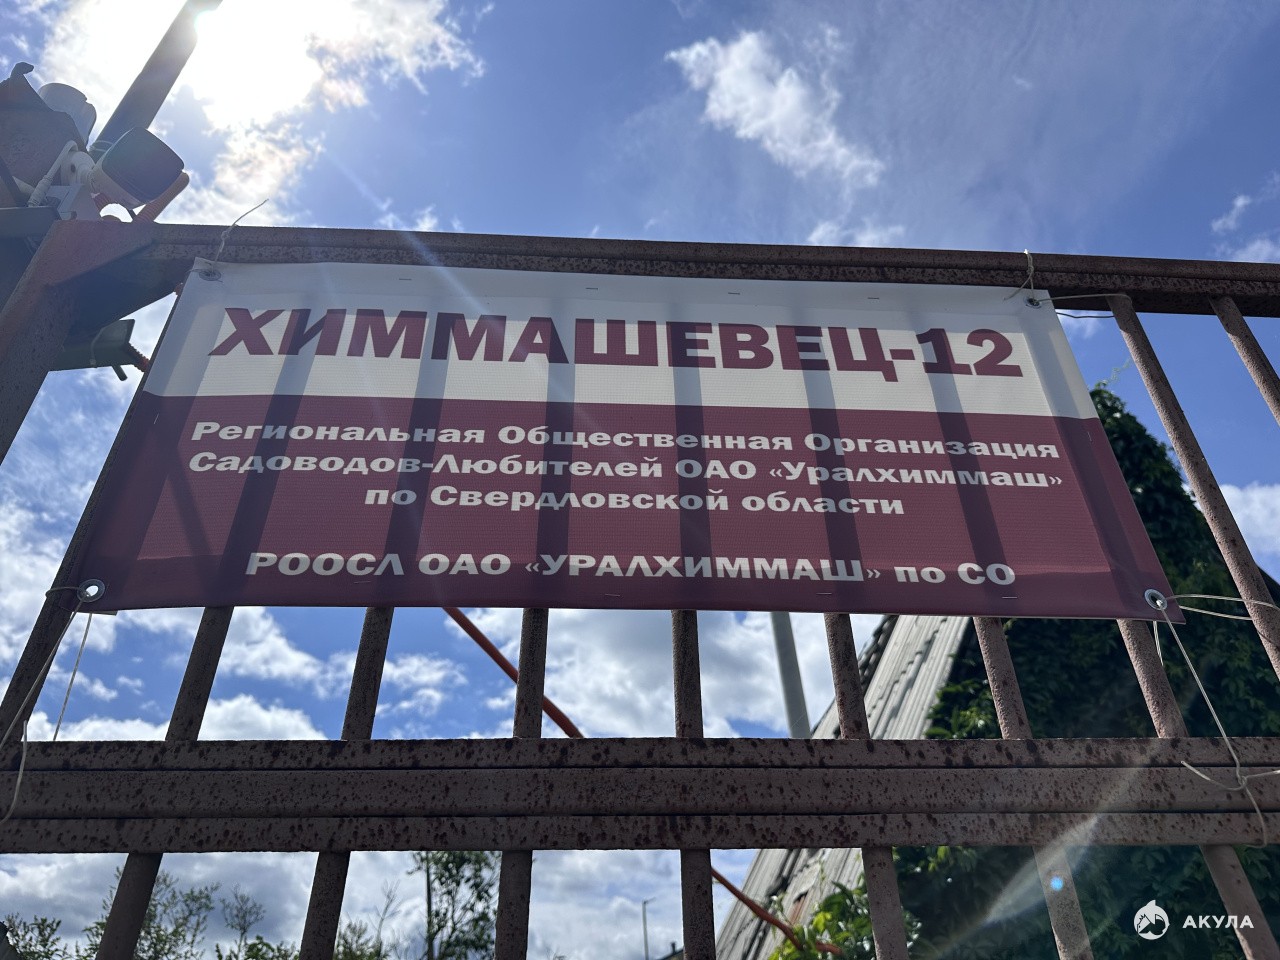 ХИММАШЕВЕЦ-12
Региональная Общественная Организация
Садоводов-Любителей ОАО «Уралхиммаш»
по Свердловской области
РООСЛ ОАО «УРАЛХИММАШ» по СО
АКУЛА